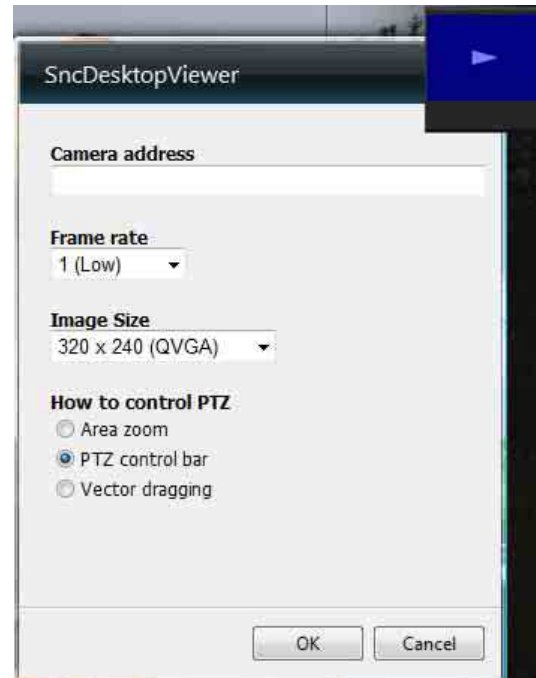 SncDesktopViewer
Camera address
Frame rate
1 (Low)
Image Size
320 x 240 (QVGA)
How to control PTZ
Area zoom
PTZ control bar
Vector dragging
OK Cancel